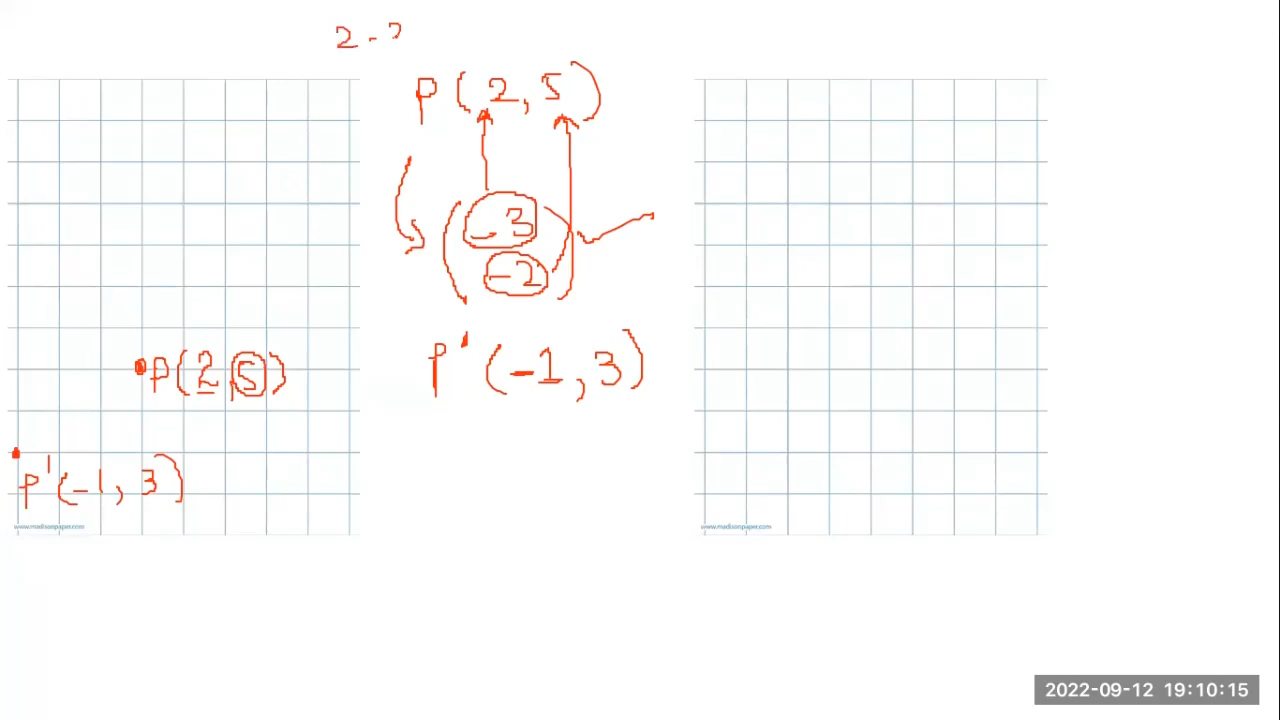 2 -
P(2, 5)
-3
-2
P'(-1, 3)
P(2, 5)
P'(-1, 3)
www.madisonpaper.com
www.madisonpaper.com
2022-09-12 19:10:15